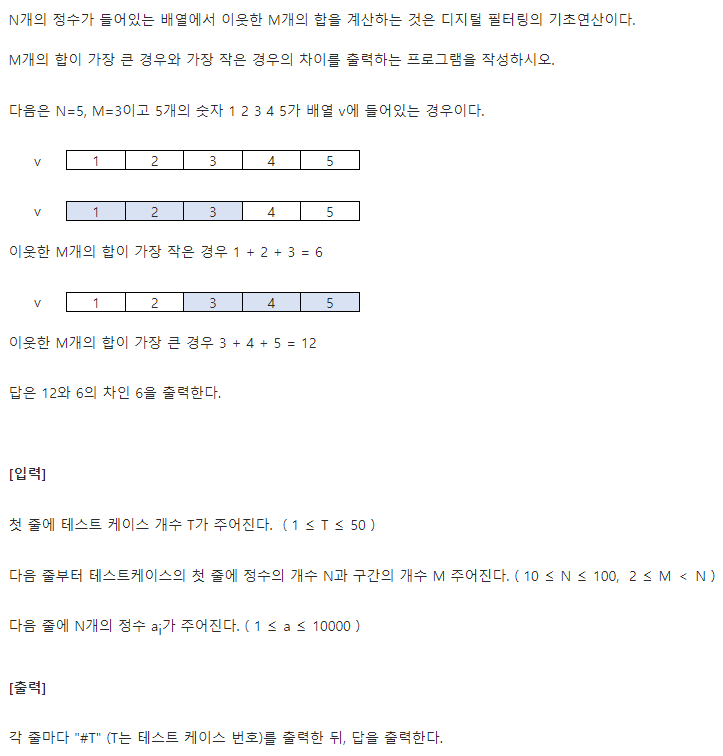 N개의 정수가 들어있는 배열에서 이웃한 M개의 합을 계산하는 것은 디지털 필터링의 기초연산이다.
M개의 합이 가장 큰 경우와 가장 작은 경우의 차이를 출력하는 프로그램을 작성하시오.
다음은 N=5, M=3이고 5개의 숫자 1 2 3 4 5가 배열 v에 들어있는 경우이다.
v 1 2 3 4 5
v 1 2 3 4 5
이웃한 M개의 합이 가장 작은 경우 1 + 2 + 3 = 6
v 1 2 3 4 5
이웃한 M개의 합이 가장 큰 경우 3 + 4 + 5 = 12
답은 12와 6의 차인 6을 출력한다.
[입력]
첫 줄에 테스트 케이스 개수 T가 주어진다. ( 1 ≤ T ≤ 50 )
다음 줄부터 테스트케이스의 첫 줄에 정수의 개수 N과 구간의 개수 M 주어진다. ( 10 ≤ N ≤ 100, 2 ≤ M < N )
다음 줄에 N개의 정수 ai가 주어진다. ( 1 ≤ a ≤ 10000 )
[출력]
각 줄마다 "#T" (T는 테스트 케이스 번호)를 출력한 뒤, 답을 출력한다.